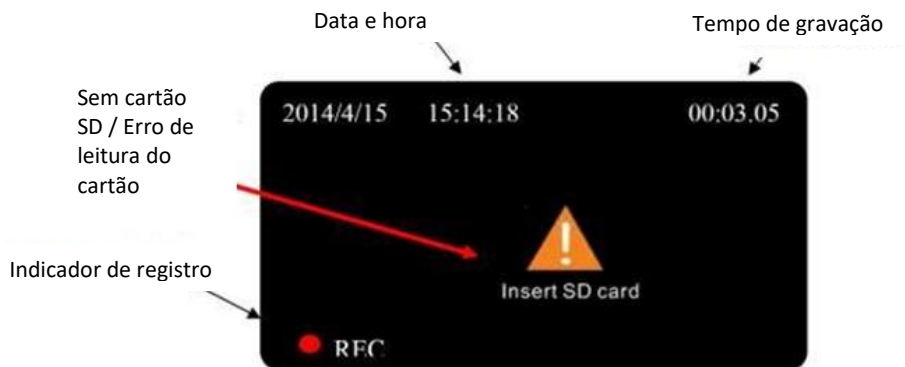 Data e hora
Tempo de gravação
2014/4/15 15:14:18 00:03.05
Sem cartão
SD / Erro de
leitura do
cartão
Insert SD card
Indicador de registro
REC